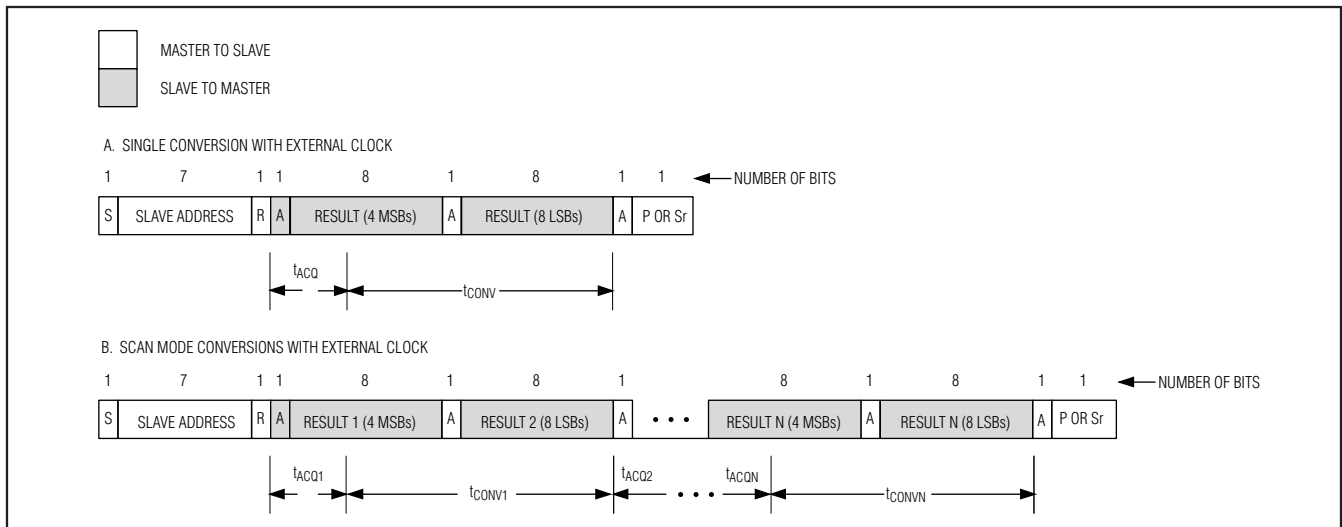 MASTER TO SLAVE
SLAVE TO MASTER
A. SINGLE CONVERSION WITH EXTERNAL CLOCK
1 7 1 1 8 1 8 1 1 NUMBER OF BITS
S SLAVE ADDRESS R A RESULT (4 MSBs) A RESULT (8 LSBs) A P OR Sr
tACQ
tCONV
B. SCAN MODE CONVERSIONS WITH EXTERNAL CLOCK
1 7 1 1 8 1 8 1 8 1 8 1 1 NUMBER OF BITS
S SLAVE ADDRESS R A RESULT 1 (4 MSBs) A RESULT 2 (8 LSBs) A • • • RESULT N (4 MSBs) A RESULT N (8 LSBs) A P OR Sr
tACQ1 tACQ2 tACQN
tCONV1 • • • tCONVN